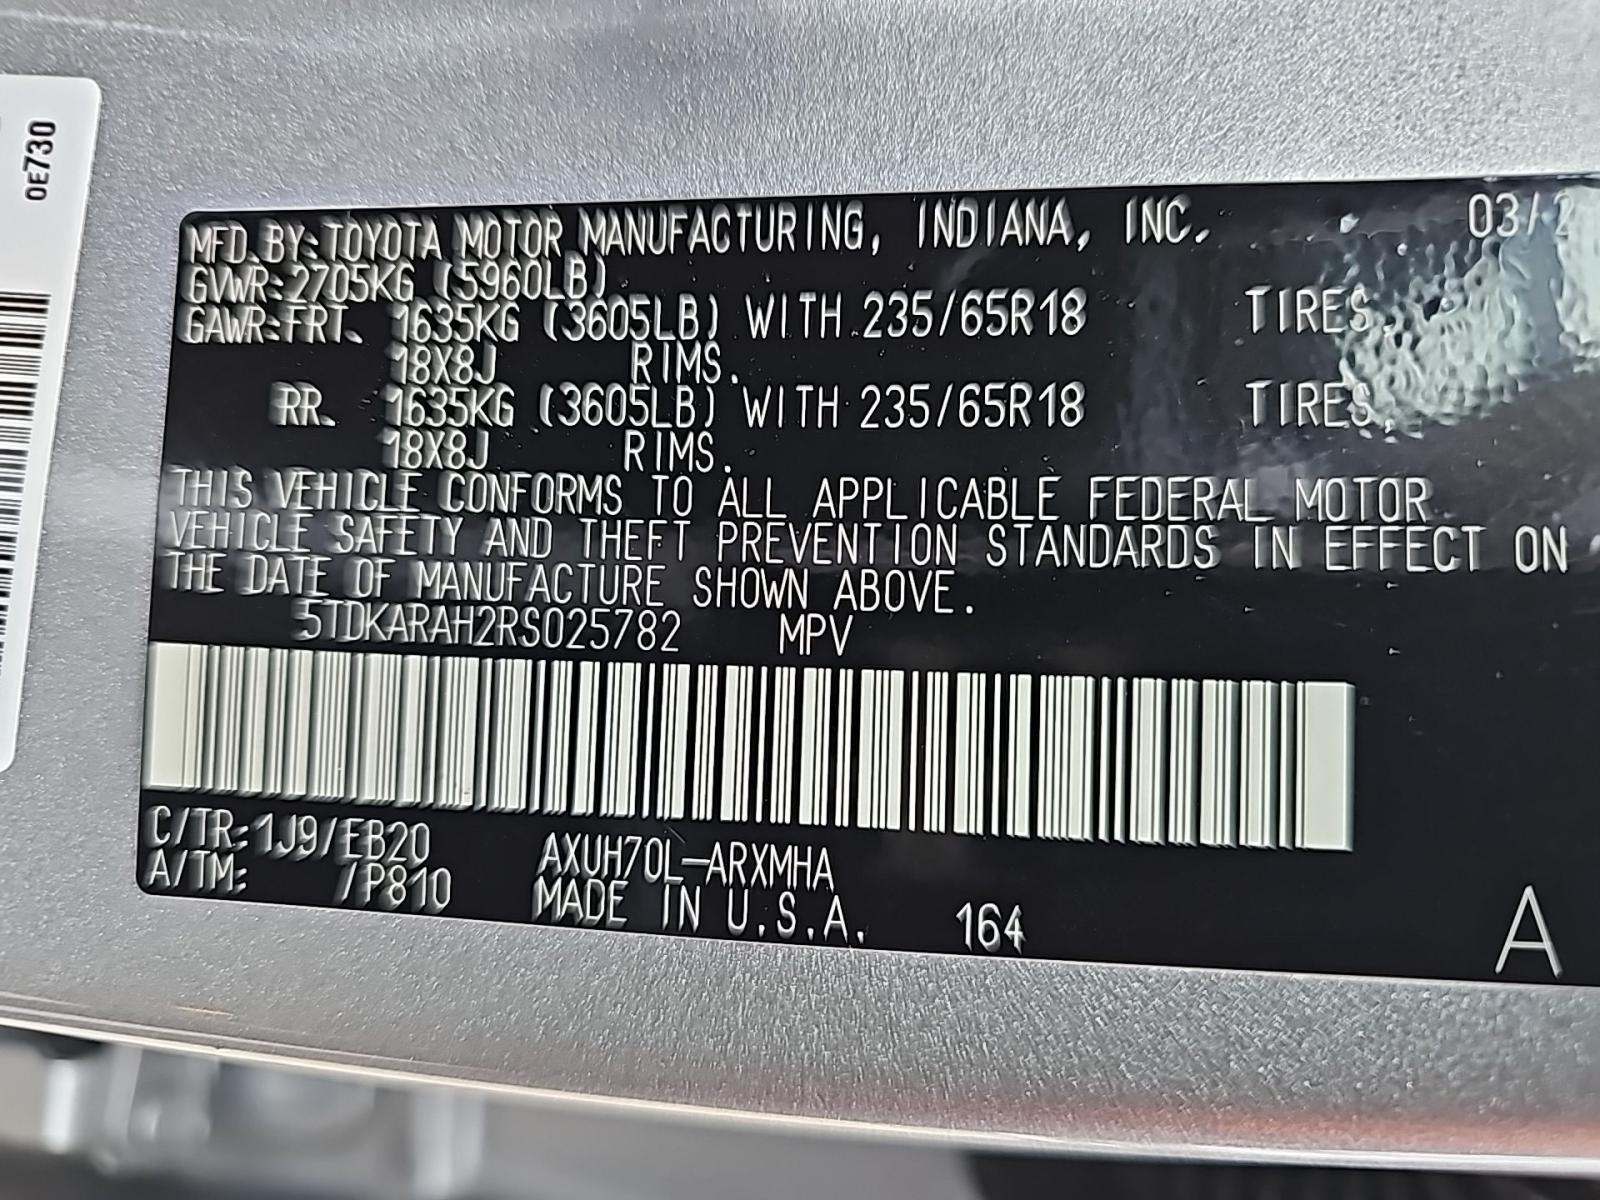 0E730
MFD. BY: TOYOTA MOTOR MANUFACTURING, INDIANA, INC. 03/2
GVWR: 2705KG (5960LB)
GAWR: FRT. 1635KG (3605LB) WITH 235/65R18 TIRES,
18X8J RIMS.
RR. 1635KG (3605LB) WITH 235/65R18 TIRES,
18X8J RIMS.
THIS VEHICLE CONFORMS TO ALL APPLICABLE FEDERAL MOTOR
VEHICLE SAFETY AND THEFT PREVENTION STANDARDS IN EFFECT ON
THE DATE OF MANUFACTURE SHOWN ABOVE.
5TDKARAH2RS025782 MPV
C/TR: 1J9/EB20 AXUH70L-ARXMHA
A/TM: /P810 MADE IN U.S.A. 164 A